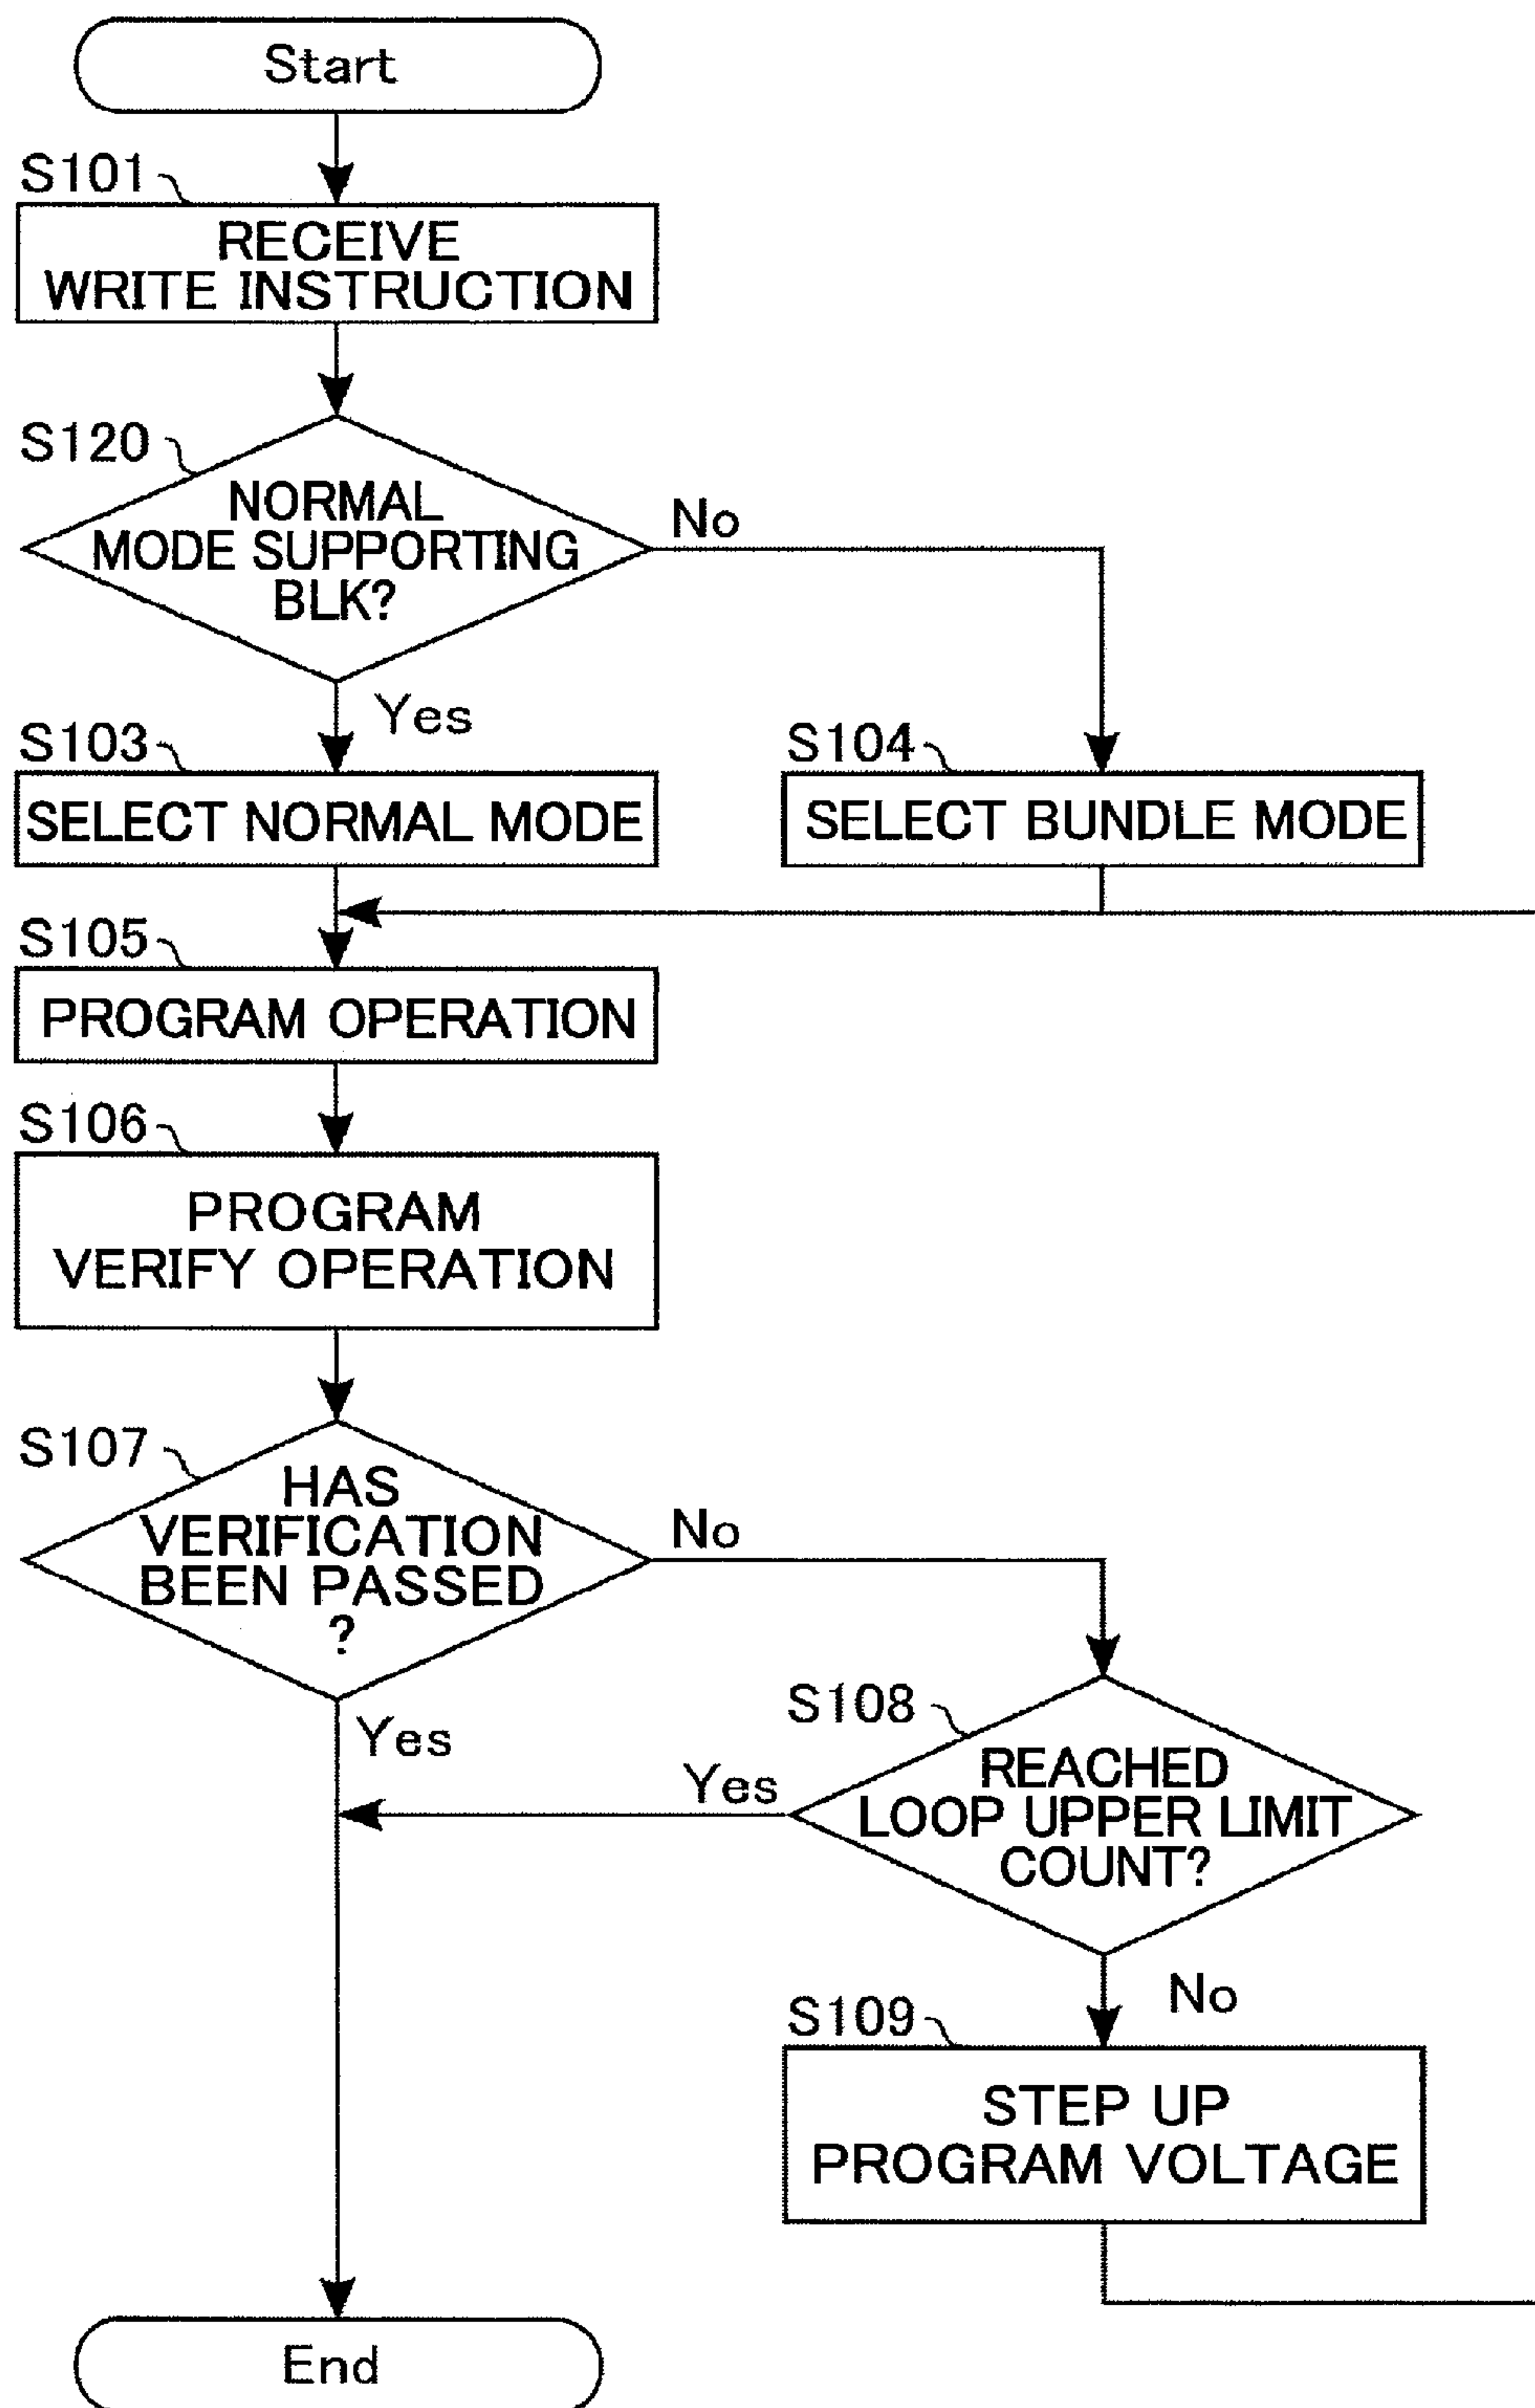 Start
S101
RECEIVE
WRITE INSTRUCTION
S120
NORMAL
MODE SUPPORTING
BLK?
No
Yes
S103
SELECT NORMAL MODE
S104
SELECT BUNDLE MODE
S105
PROGRAM OPERATION
S106
PROGRAM
VERIFY OPERATION
S107
HAS
VERIFICATION
BEEN PASSED
?
No
Yes
S108
REACHED
LOOP UPPER LIMIT
COUNT?
Yes
No
S109
STEP UP
PROGRAM VOLTAGE
End